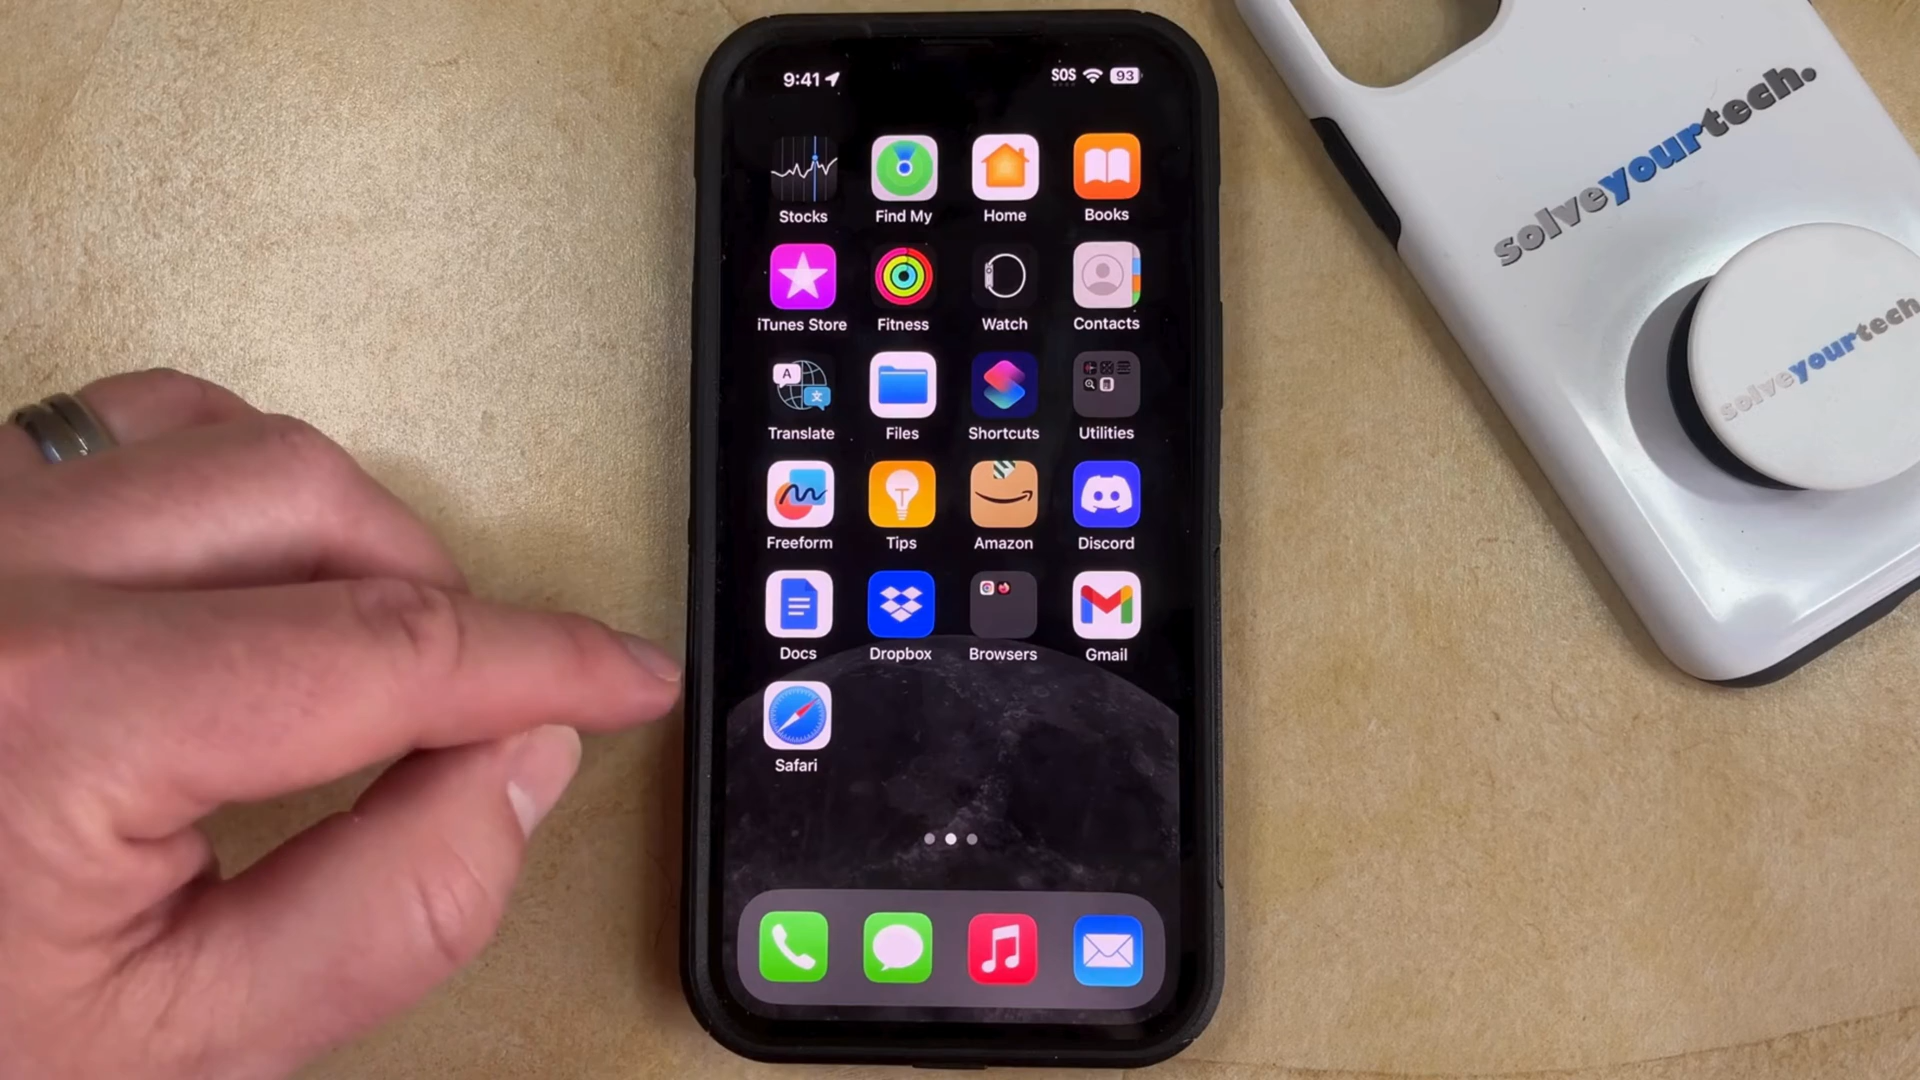 9:41 SOS 93
Stocks Find My Home Books
iTunes Store Fitness Watch Contacts
A 文
Translate Files Shortcuts Utilities
Freeform Tips Amazon Discord
Docs Dropbox Browsers Gmail
Safari
solveyourtech.
solveyourtech